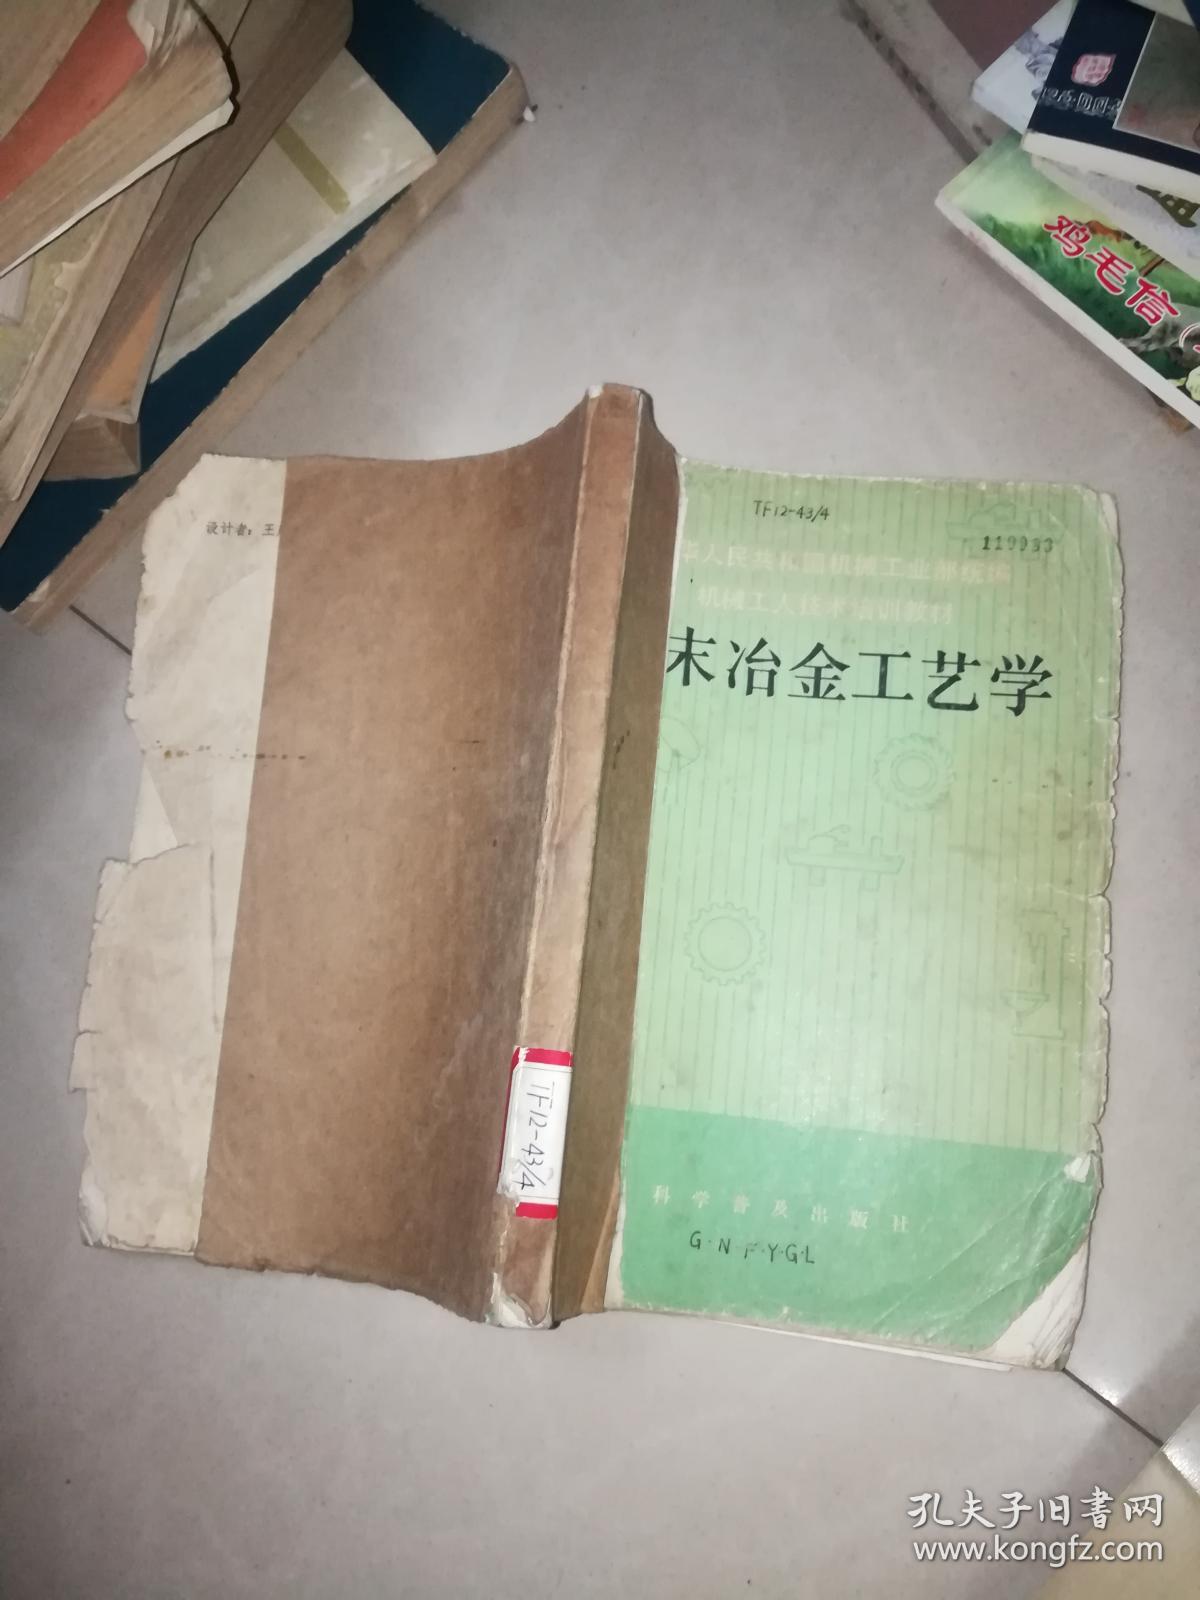 设计者：王
TF12-43/4
119933
华人民共和国机械工业部统编
机械工人技术培训教材
末冶金工艺学
TF12-43/4
科学普及出版社
G·N·F·Y·G·L
鸡毛信
孔夫子旧书网
www.kongfz.com